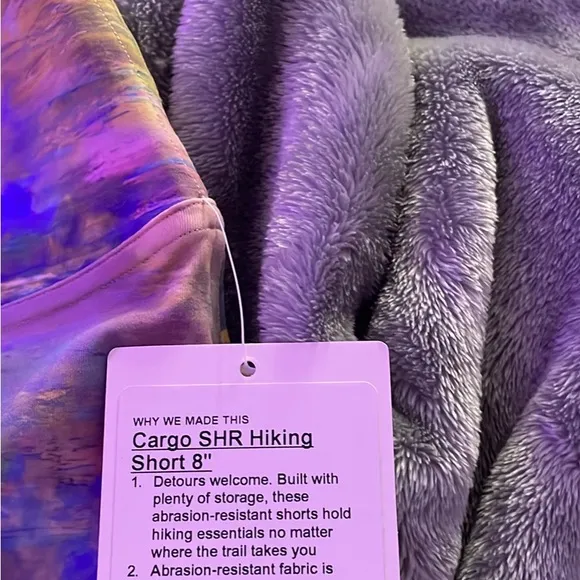 WHY WE MADE THIS
Cargo SHR Hiking
Short 8"
1. Detours welcome. Built with
plenty of storage, these
abrasion-resistant shorts hold
hiking essentials no matter
where the trail takes you
2. Abrasion-resistant fabric is